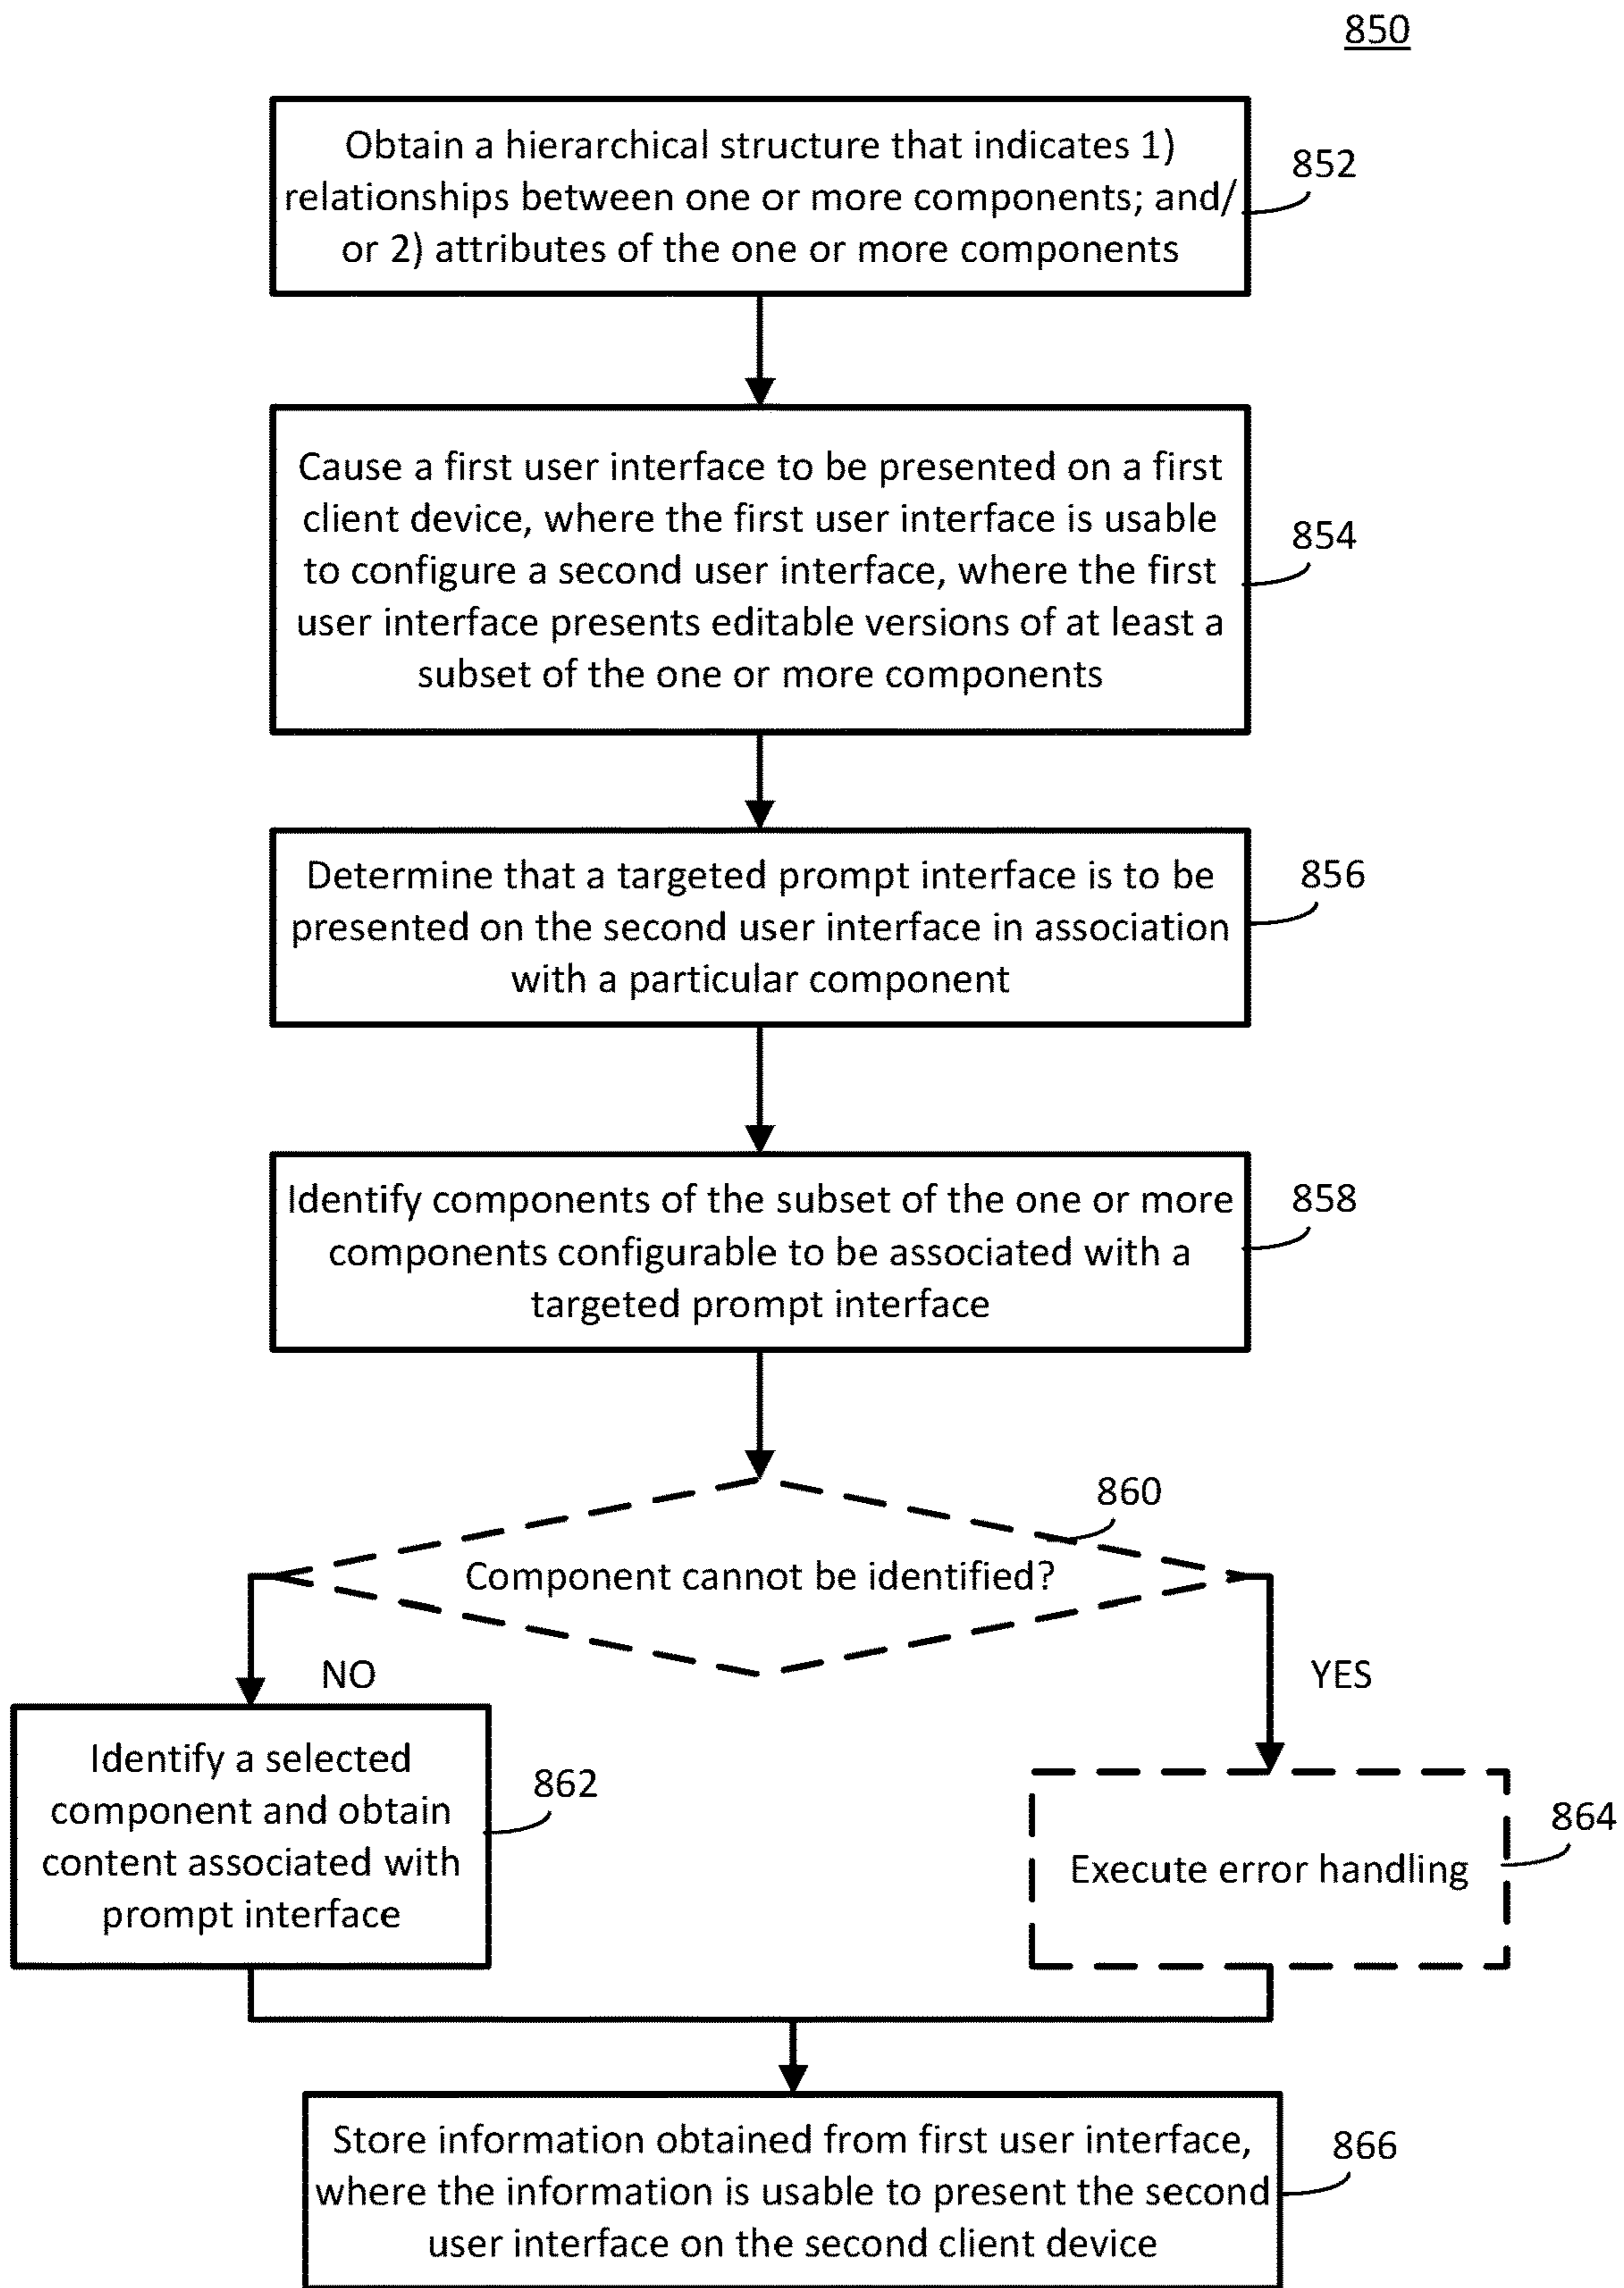 850
Obtain a hierarchical structure that indicates 1)
relationships between one or more components; and/
or 2) attributes of the one or more components
852
Cause a first user interface to be presented on a first
client device, where the first user interface is usable
to configure a second user interface, where the first
user interface presents editable versions of at least a
subset of the one or more components
854
Determine that a targeted prompt interface is to be
presented on the second user interface in association
with a particular component
856
Identify components of the subset of the one or more
components configurable to be associated with a
targeted prompt interface
858
860
Component cannot be identified?
NO
YES
Identify a selected
component and obtain
content associated with
prompt interface
862
Execute error handling
864
Store information obtained from first user interface,
where the information is usable to present the second
user interface on the second client device
866